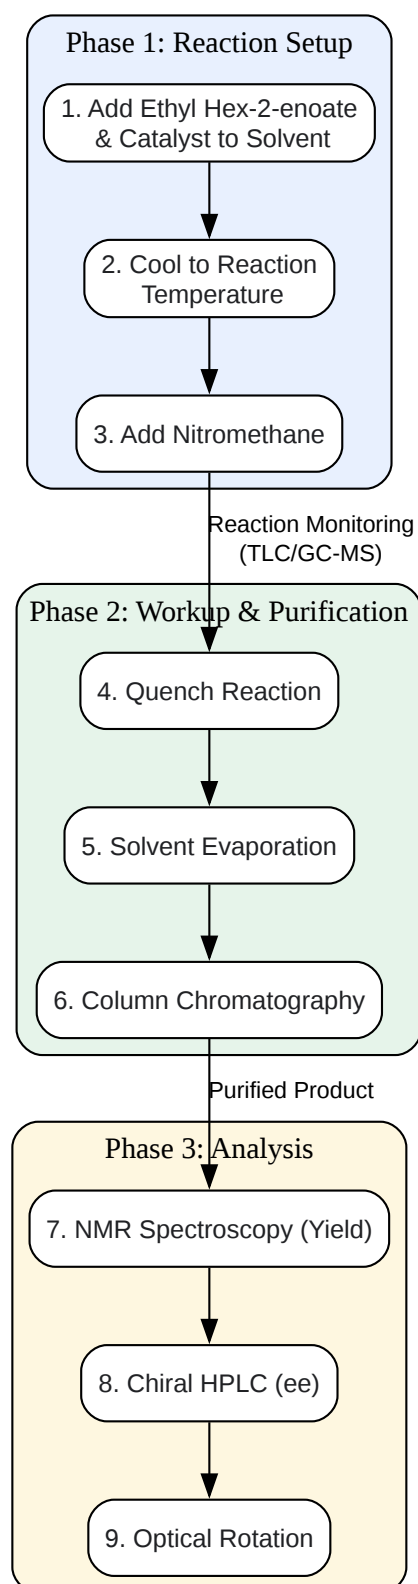 Phase 1: Reaction Setup
1. Add Ethyl Hex-2-enoate
& Catalyst to Solvent
2. Cool to Reaction
Temperature
3. Add Nitromethane
Reaction Monitoring
(TLC/GC-MS)
Phase 2: Workup & Purification
4. Quench Reaction
5. Solvent Evaporation
6. Column Chromatography
Purified Product
Phase 3: Analysis
7. NMR Spectroscopy (Yield)
8. Chiral HPLC (ee)
9. Optical Rotation